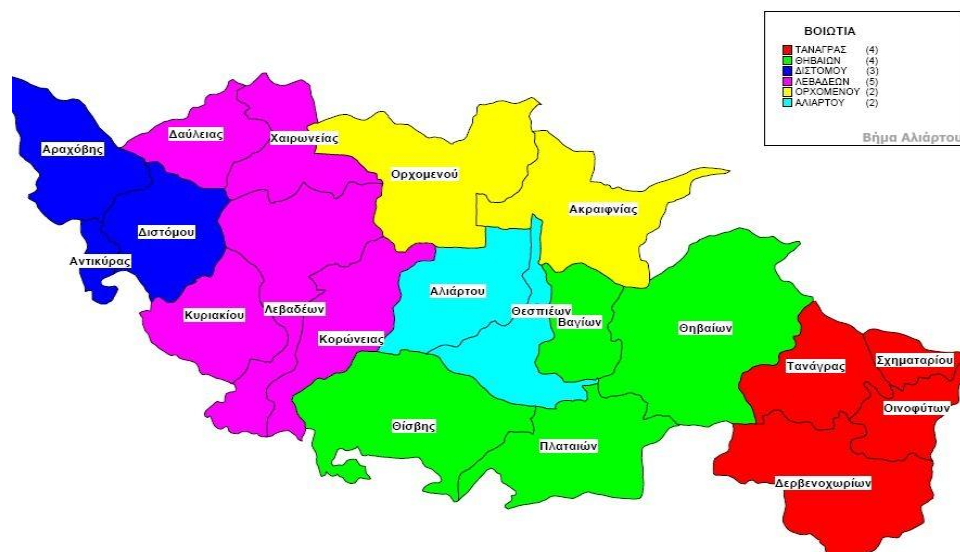 ΒΟΙΩΤΙΑ
ΤΑΝΑΓΡΑΣ (4)
ΘΗΒΑΙΩΝ (4)
ΔΙΣΤΟΜΟΥ (3)
ΛΕΒΑΔΕΩΝ (5)
ΟΡΧΟΜΕΝΟΥ (2)
ΑΛΙΑΡΤΟΥ (2)
Βήμα Αλιάρτου
Δαύλειας
Χαιρωνείας
Αραχόβης
Ορχομενού
Ακραιφνίας
Διστόμου
Αντικύρας
Αλιάρτου
Λεβαδέων
Θεσπιέων
Κυριακίου
Βαγίων
Θηβαίων
Κορώνειας
Σχηματαρίου
Τανάγρας
Οινοφύτων
Θίσβης
Πλαταιών
Δερβενοχωρίων